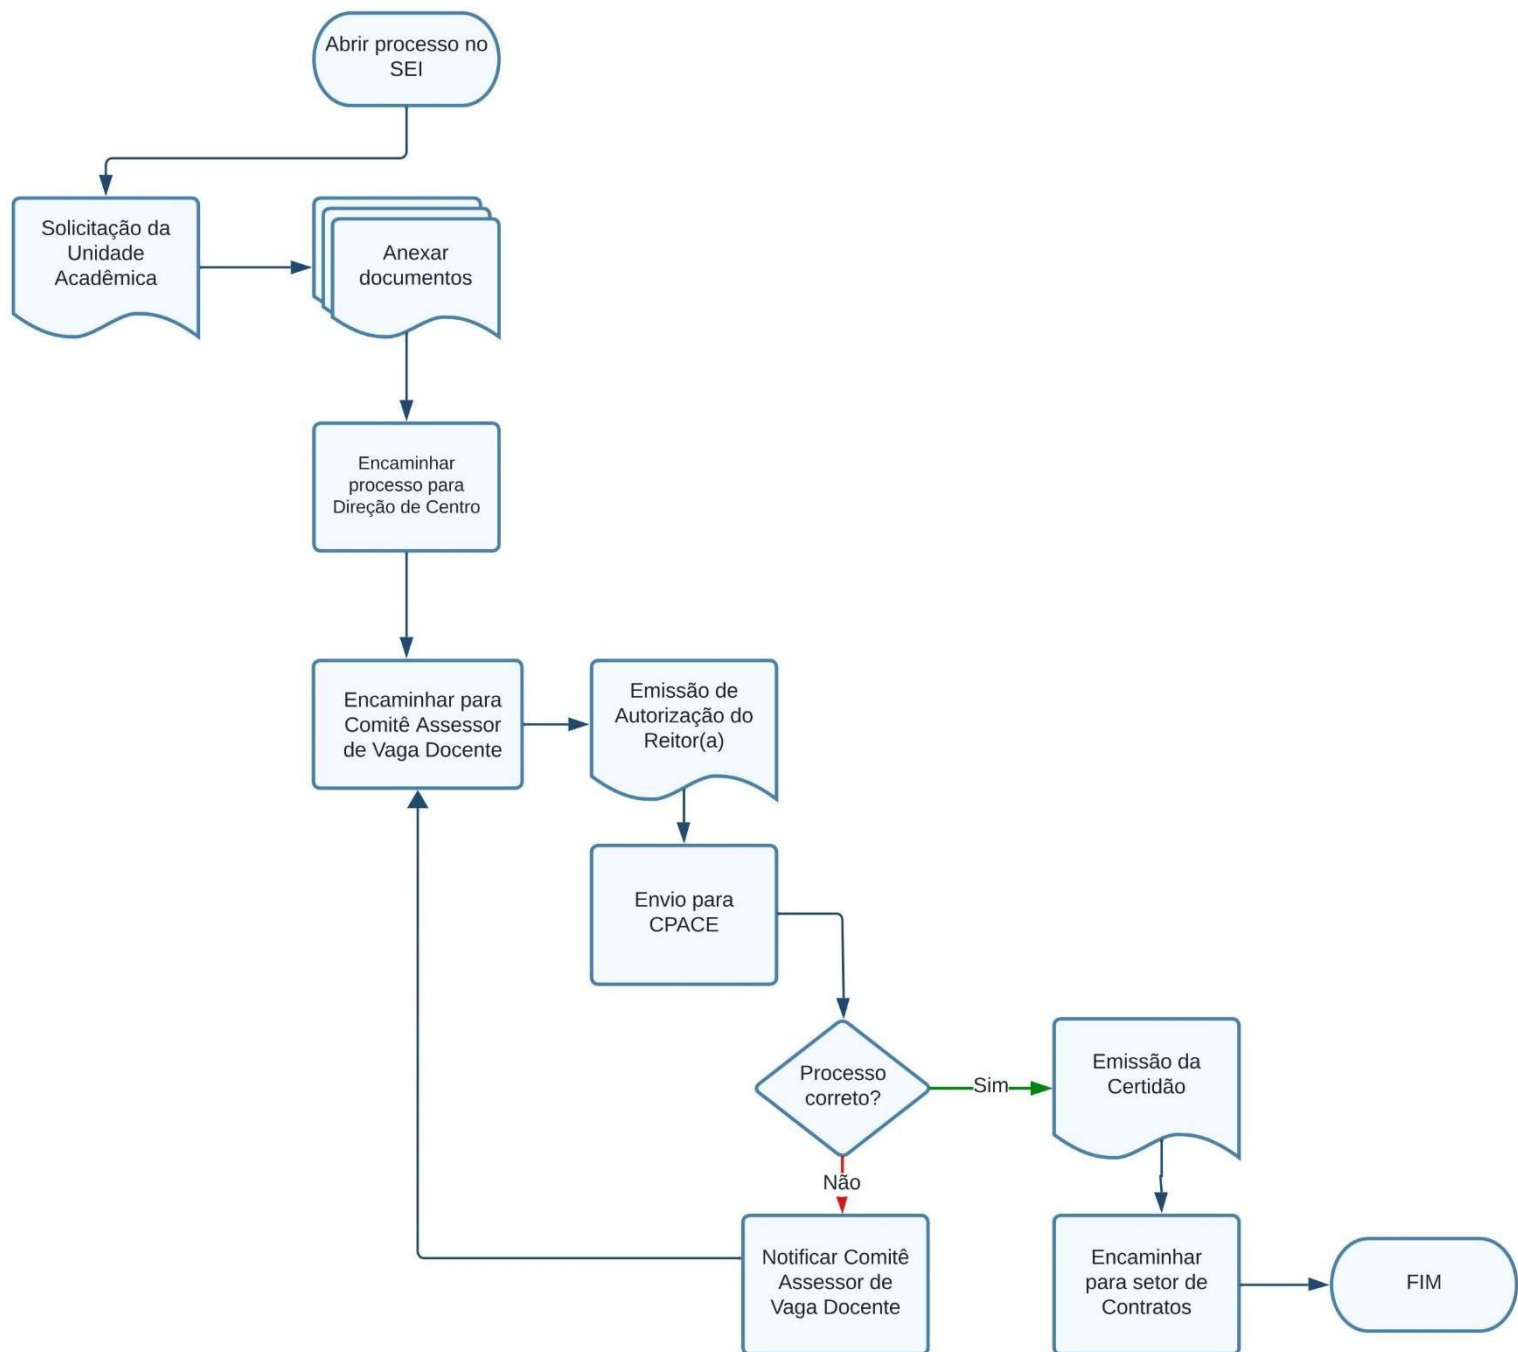 Abrir processo no
SEI
Solicitação da
Unidade
Acadêmica
Anexar
documentos
Encaminhar
processo para
Direção de Centro
Encaminhar para
Comitê Assessor
de Vaga Docente
Emissão de
Autorização do
Reitor(a)
Envio para
CPACE
Processo
correto?
Sim
Emissão da
Certidão
Não
Notificar Comitê
Assessor de
Vaga Docente
Encaminhar
para setor de
Contratos
FIM